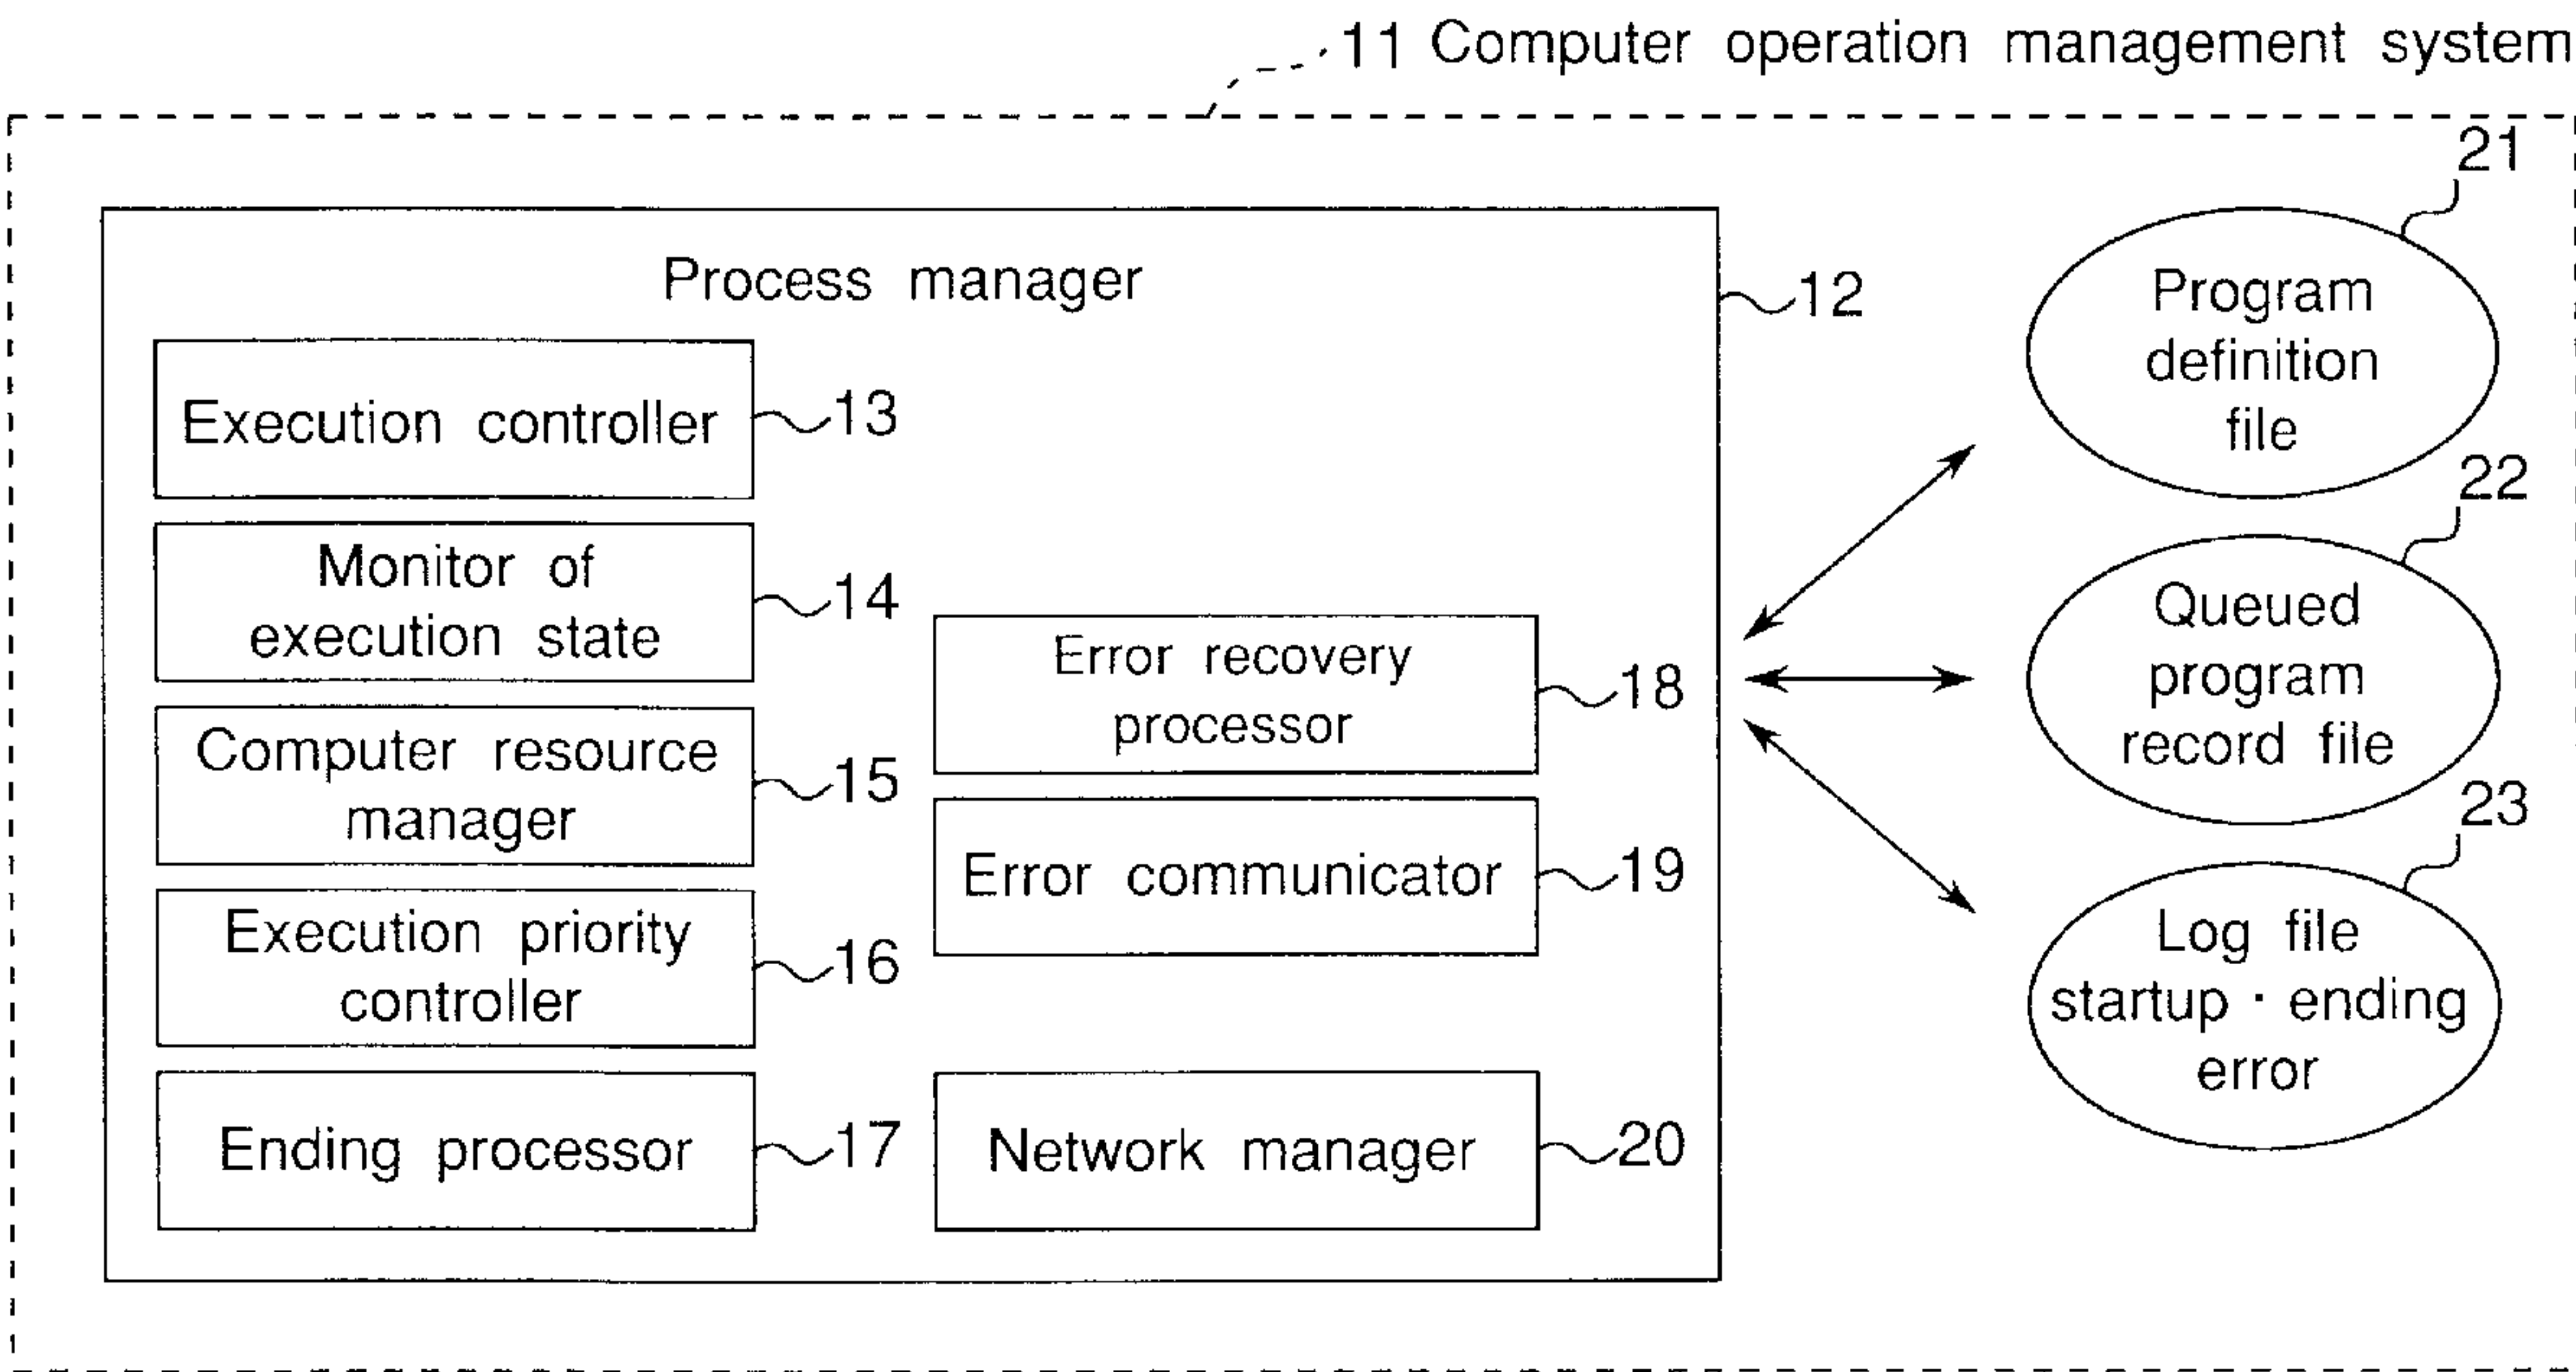 11 Computer operation management system
21
Process manager
12
Program
definition
file
Execution controller
13
22
Monitor of
execution state
14
Queued
program
record file
Error recovery
processor
18
Computer resource
manager
15
23
Error communicator
19
Execution priority
controller
16
Log file
startup · ending
error
Ending processor
17
Network manager
20